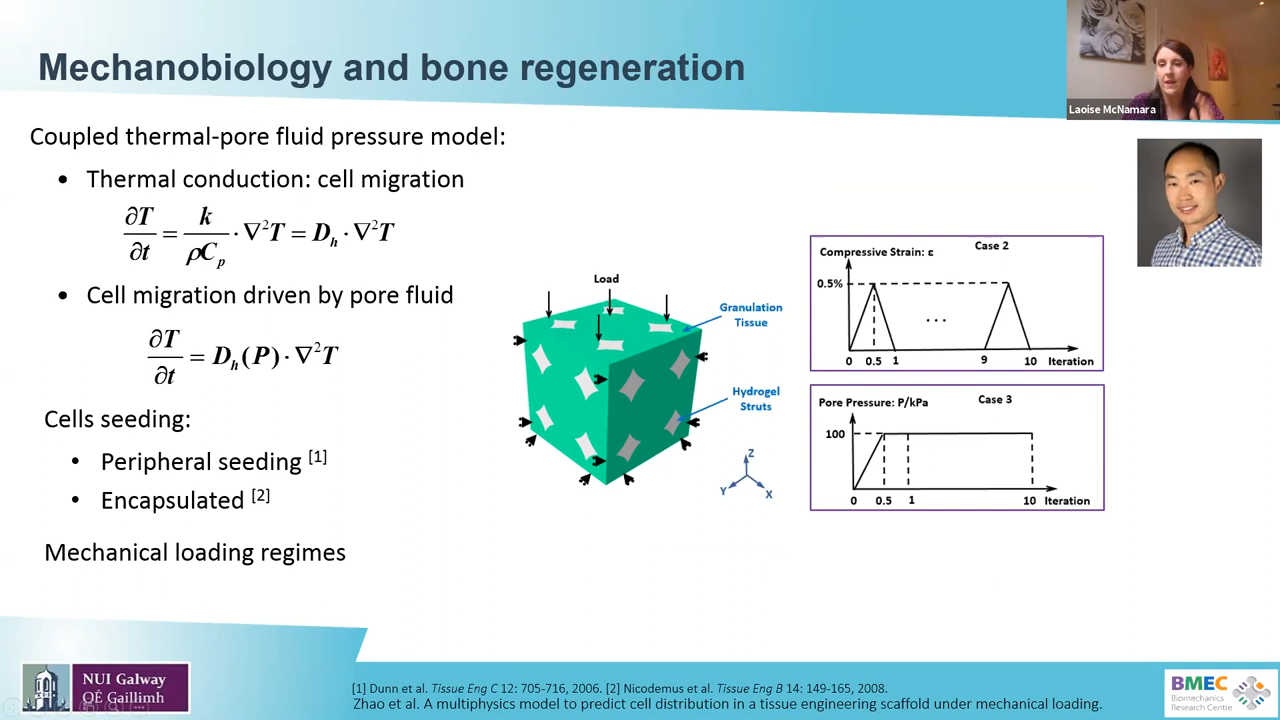 Mechanobiology and bone regeneration
Laoise McNamara
Coupled thermal-pore fluid pressure model:
• Thermal conduction: cell migration
∂T/∂t = k/ρC_p · ∇²T = D_h · ∇²T
• Cell migration driven by pore fluid
∂T/∂t = D_h(P) · ∇²T
Cells seeding:
• Peripheral seeding [1]
• Encapsulated [2]
Mechanical loading regimes
Load
Granulation
Tissue
Hydrogel
Struts
Z
Y
X
Compressive Strain: ε
Case 2
0.5%
...
0 0.5 1 9 10 Iteration
Pore Pressure: P/kPa
Case 3
100
0 0.5 1 10 Iteration
NUI Galway
OÉ Gaillimh
[1] Dunn et al. Tissue Eng C 12: 705-716, 2006. [2] Nicodemus et al. Tissue Eng B 14: 149-165, 2008.
Zhao et al. A multiphysics model to predict cell distribution in a tissue engineering scaffold under mechanical loading.
BMEC
Biomechanics
Research Centre